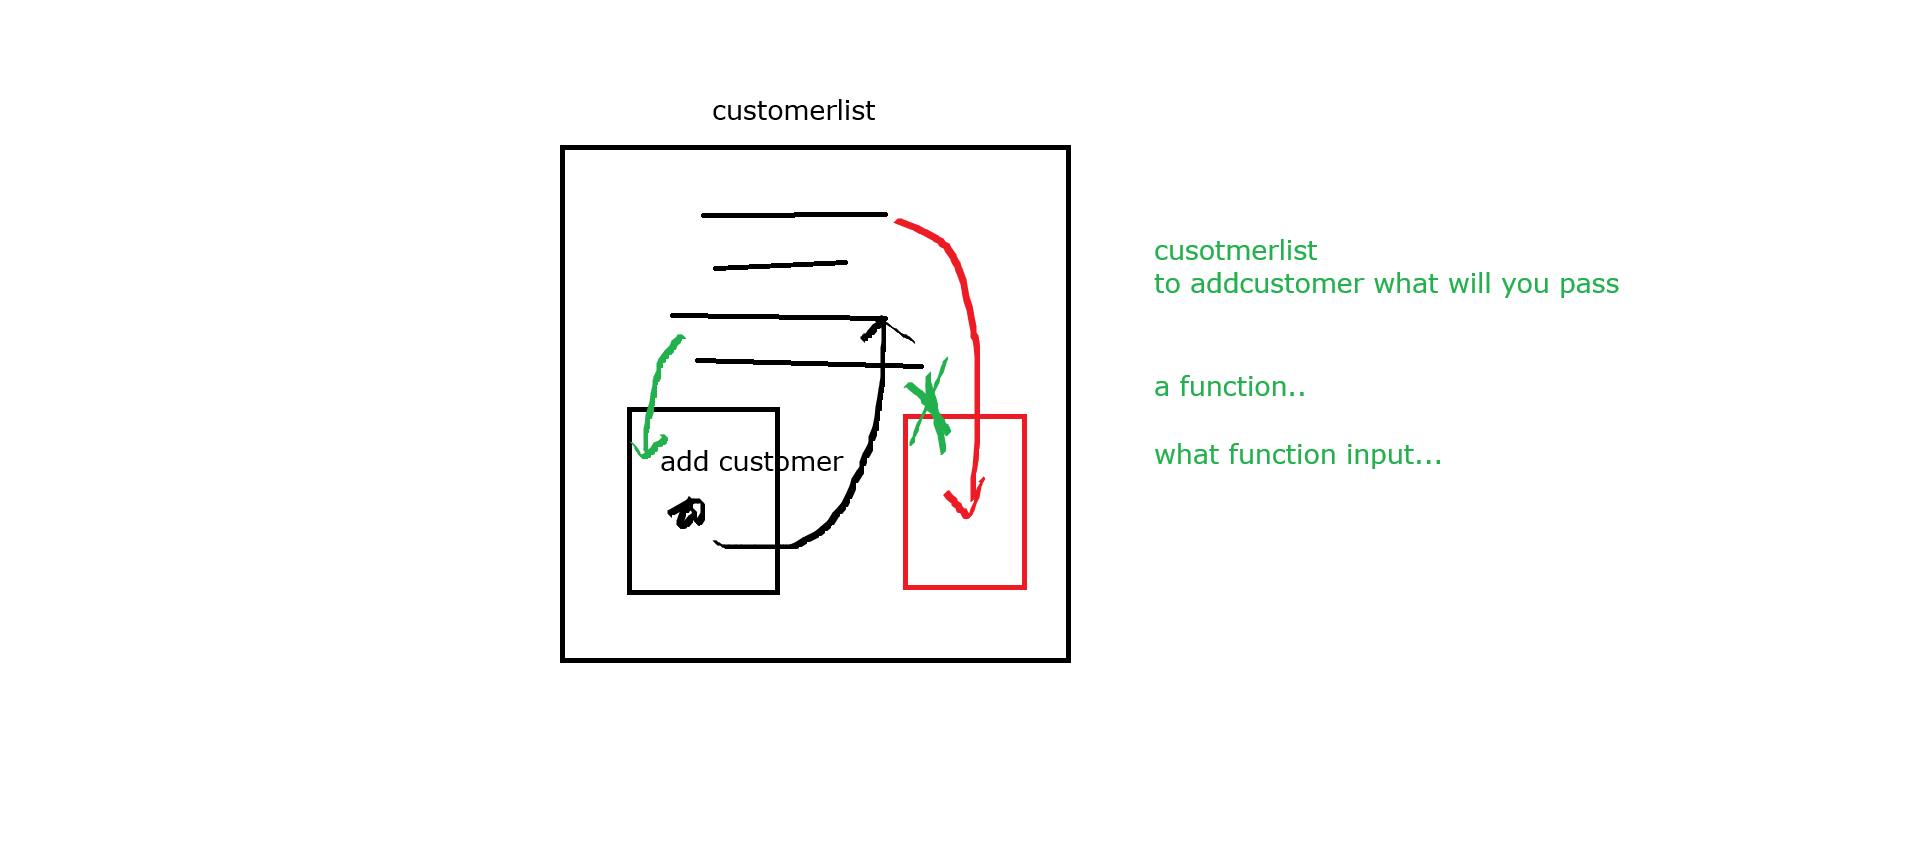 customerlist
cusotmerlist
to addcustomer what will you pass
a function..
what function input...
add customer